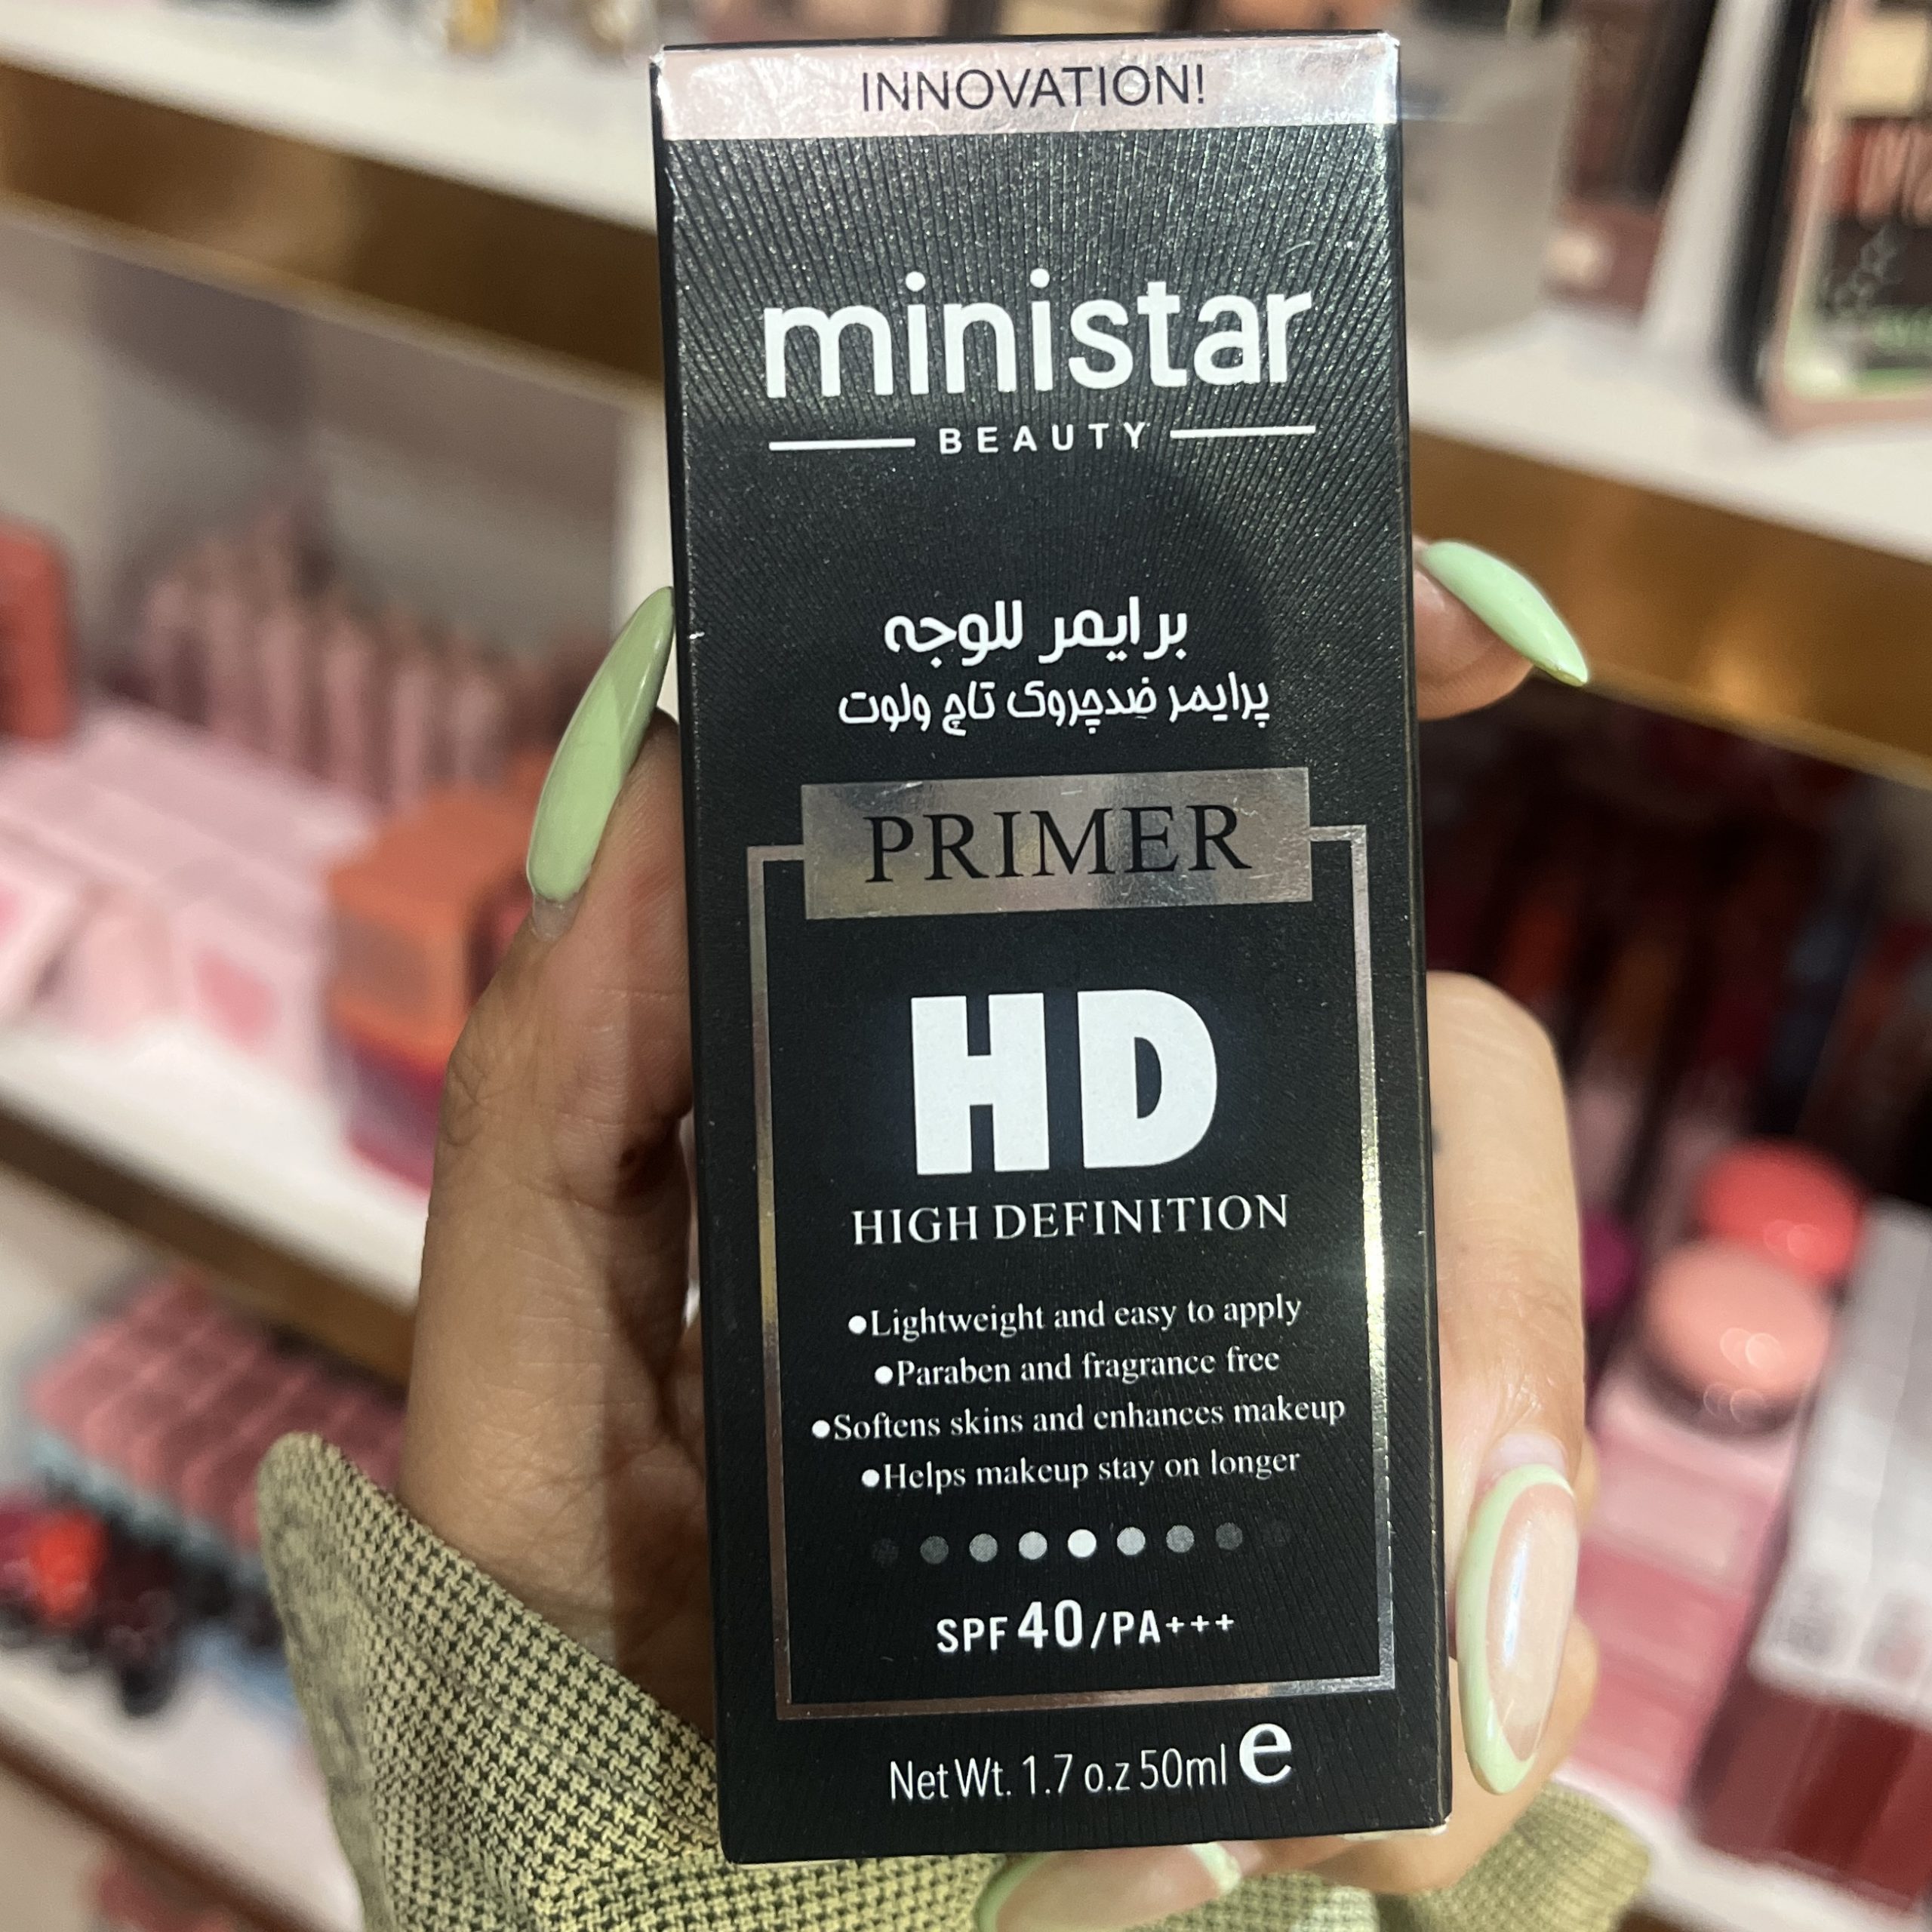 INNOVATION!
ministar
BEAUTY
برايمر للوجه
پرایمر ضدچروک تاچ ولوت
PRIMER
HD
HIGH DEFINITION
●Lightweight and easy to apply
●Paraben and fragrance free
●Softens skins and enhances makeup
●Helps makeup stay on longer
SPF 40/PA+++
Net Wt. 1.7 o.z 50ml e